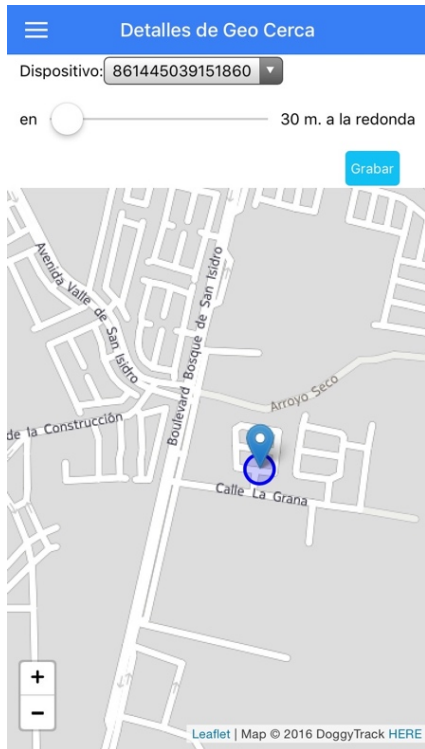 Detalles de Geo Cerca
Dispositivo: 861445039151860
en 30 m. a la redonda
Grabar
Avenida Valle de San Isidro
Boulevard Bosque de San Isidro
Arroyo Seco
de la Construcción
Calle La Grana
+
−
Leaflet | Map © 2016 DoggyTrack HERE